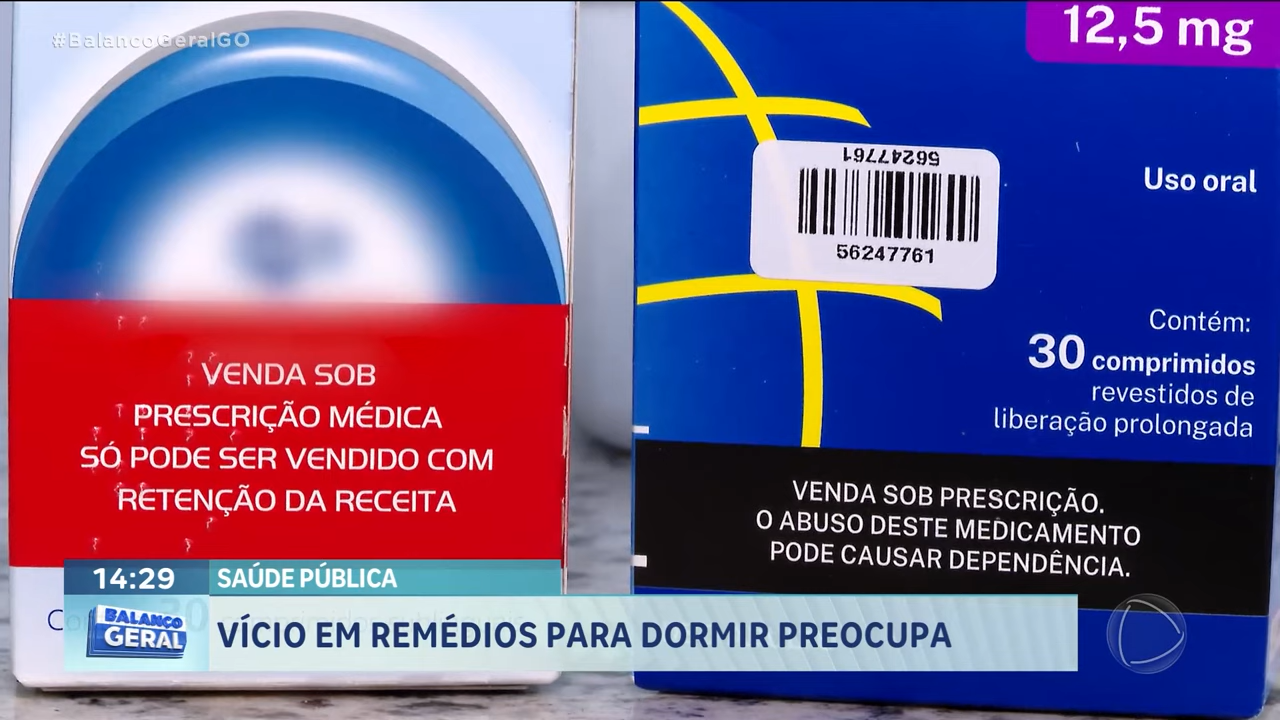 #BalancoGeralGO
VENDA SOB
PRESCRIÇÃO MÉDICA
SÓ PODE SER VENDIDO COM
RETENÇÃO DA RECEITA
12,5 mg
56247761
56247761
Uso oral
Contém:
30 comprimidos
revestidos de
liberação prolongada
VENDA SOB PRESCRIÇÃO.
O ABUSO DESTE MEDICAMENTO
PODE CAUSAR DEPENDÊNCIA.
14:29 SAÚDE PÚBLICA
BALANÇO
GERAL
VÍCIO EM REMÉDIOS PARA DORMIR PREOCUPA